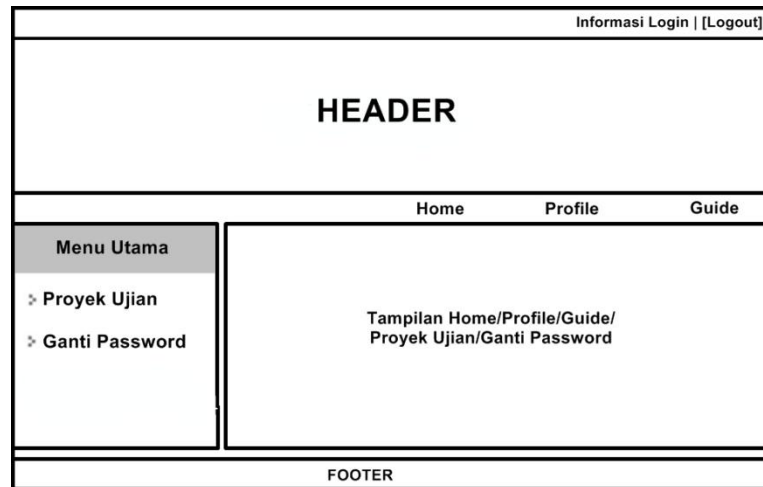 Informasi Login | [Logout]
HEADER
Home Profile Guide
Menu Utama
Proyek Ujian
Ganti Password
Tampilan Home/Profile/Guide/
Proyek Ujian/Ganti Password
FOOTER